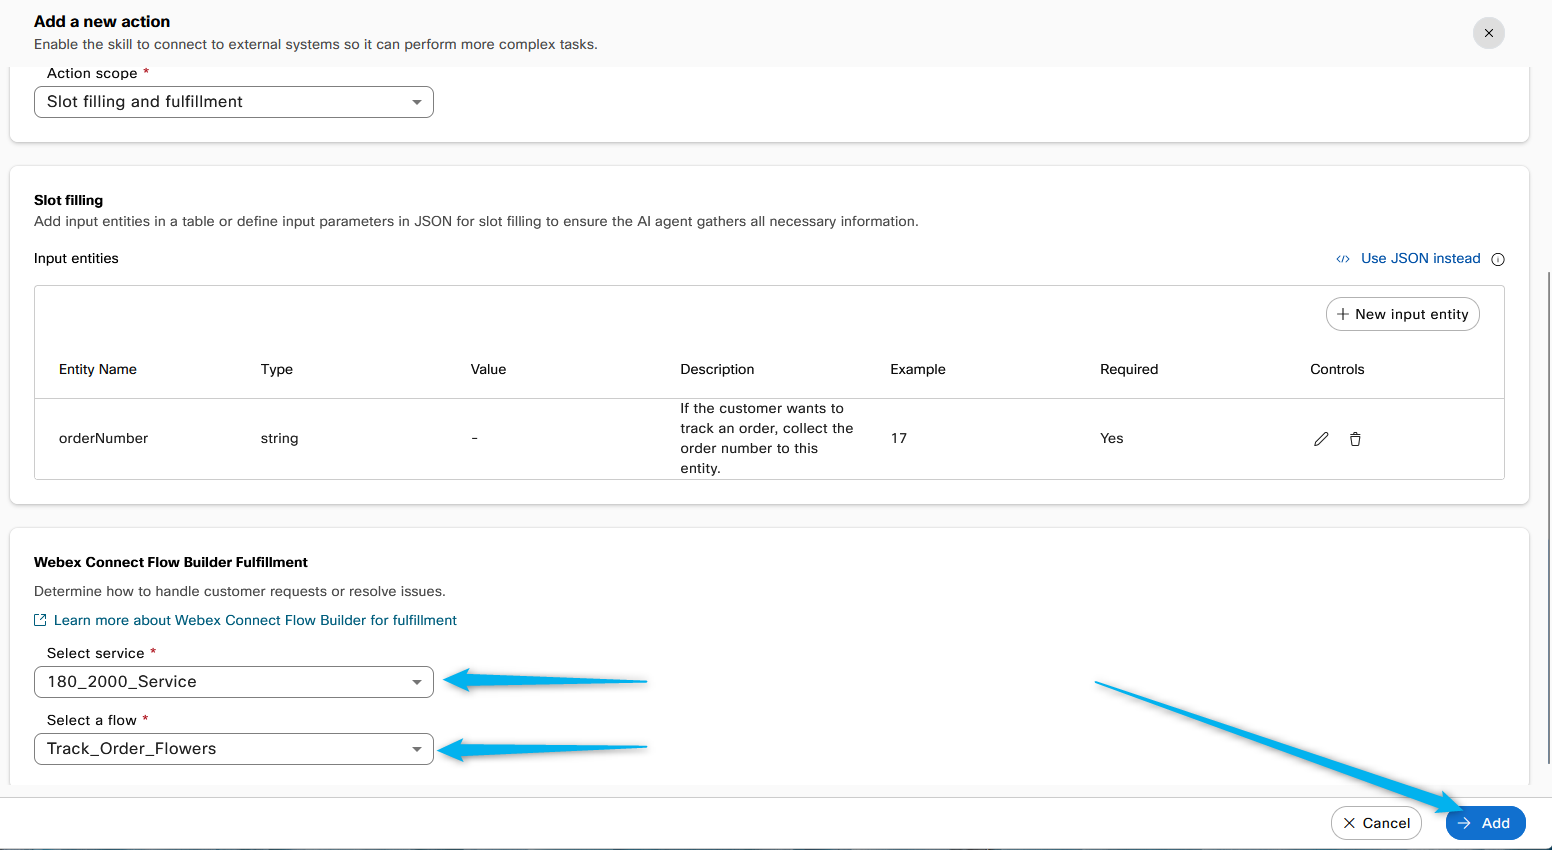 Add a new action
Enable the skill to connect to external systems so it can perform more complex tasks.
Action scope *
Slot filling and fulfillment
Slot filling
Add input entities in a table or define input parameters in JSON for slot filling to ensure the AI agent gathers all necessary information.
Input entities
</> Use JSON instead
+ New input entity
Entity Name Type Value Description Example Required Controls
If the customer wants to
track an order, collect the
order number to this
entity.
orderNumber string - 17 Yes
Webex Connect Flow Builder Fulfillment
Determine how to handle customer requests or resolve issues.
Learn more about Webex Connect Flow Builder for fulfillment
Select service *
180_2000_Service
Select a flow *
Track_Order_Flowers
Cancel
Add